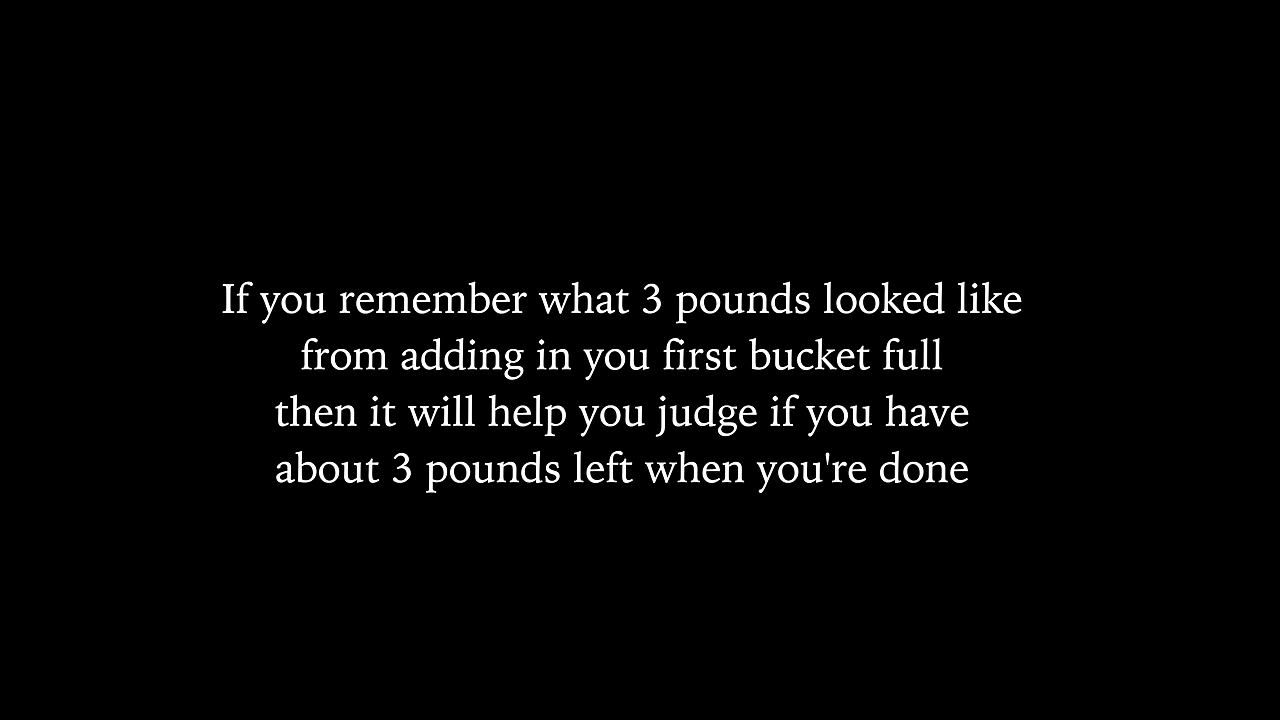 If you remember what 3 pounds looked like
from adding in you first bucket full
then it will help you judge if you have
about 3 pounds left when you're done